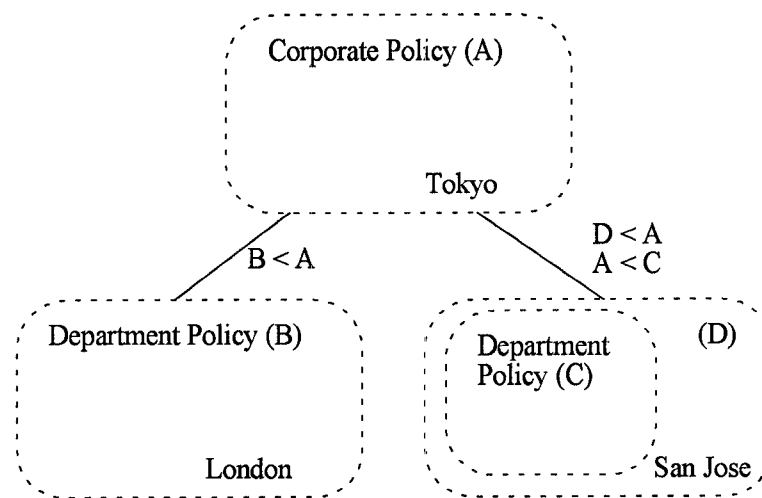 Corporate Policy (A)
Tokyo
B < A
D < A
A < C
Department Policy (B)
London
Department
Policy (C)
(D)
San Jose